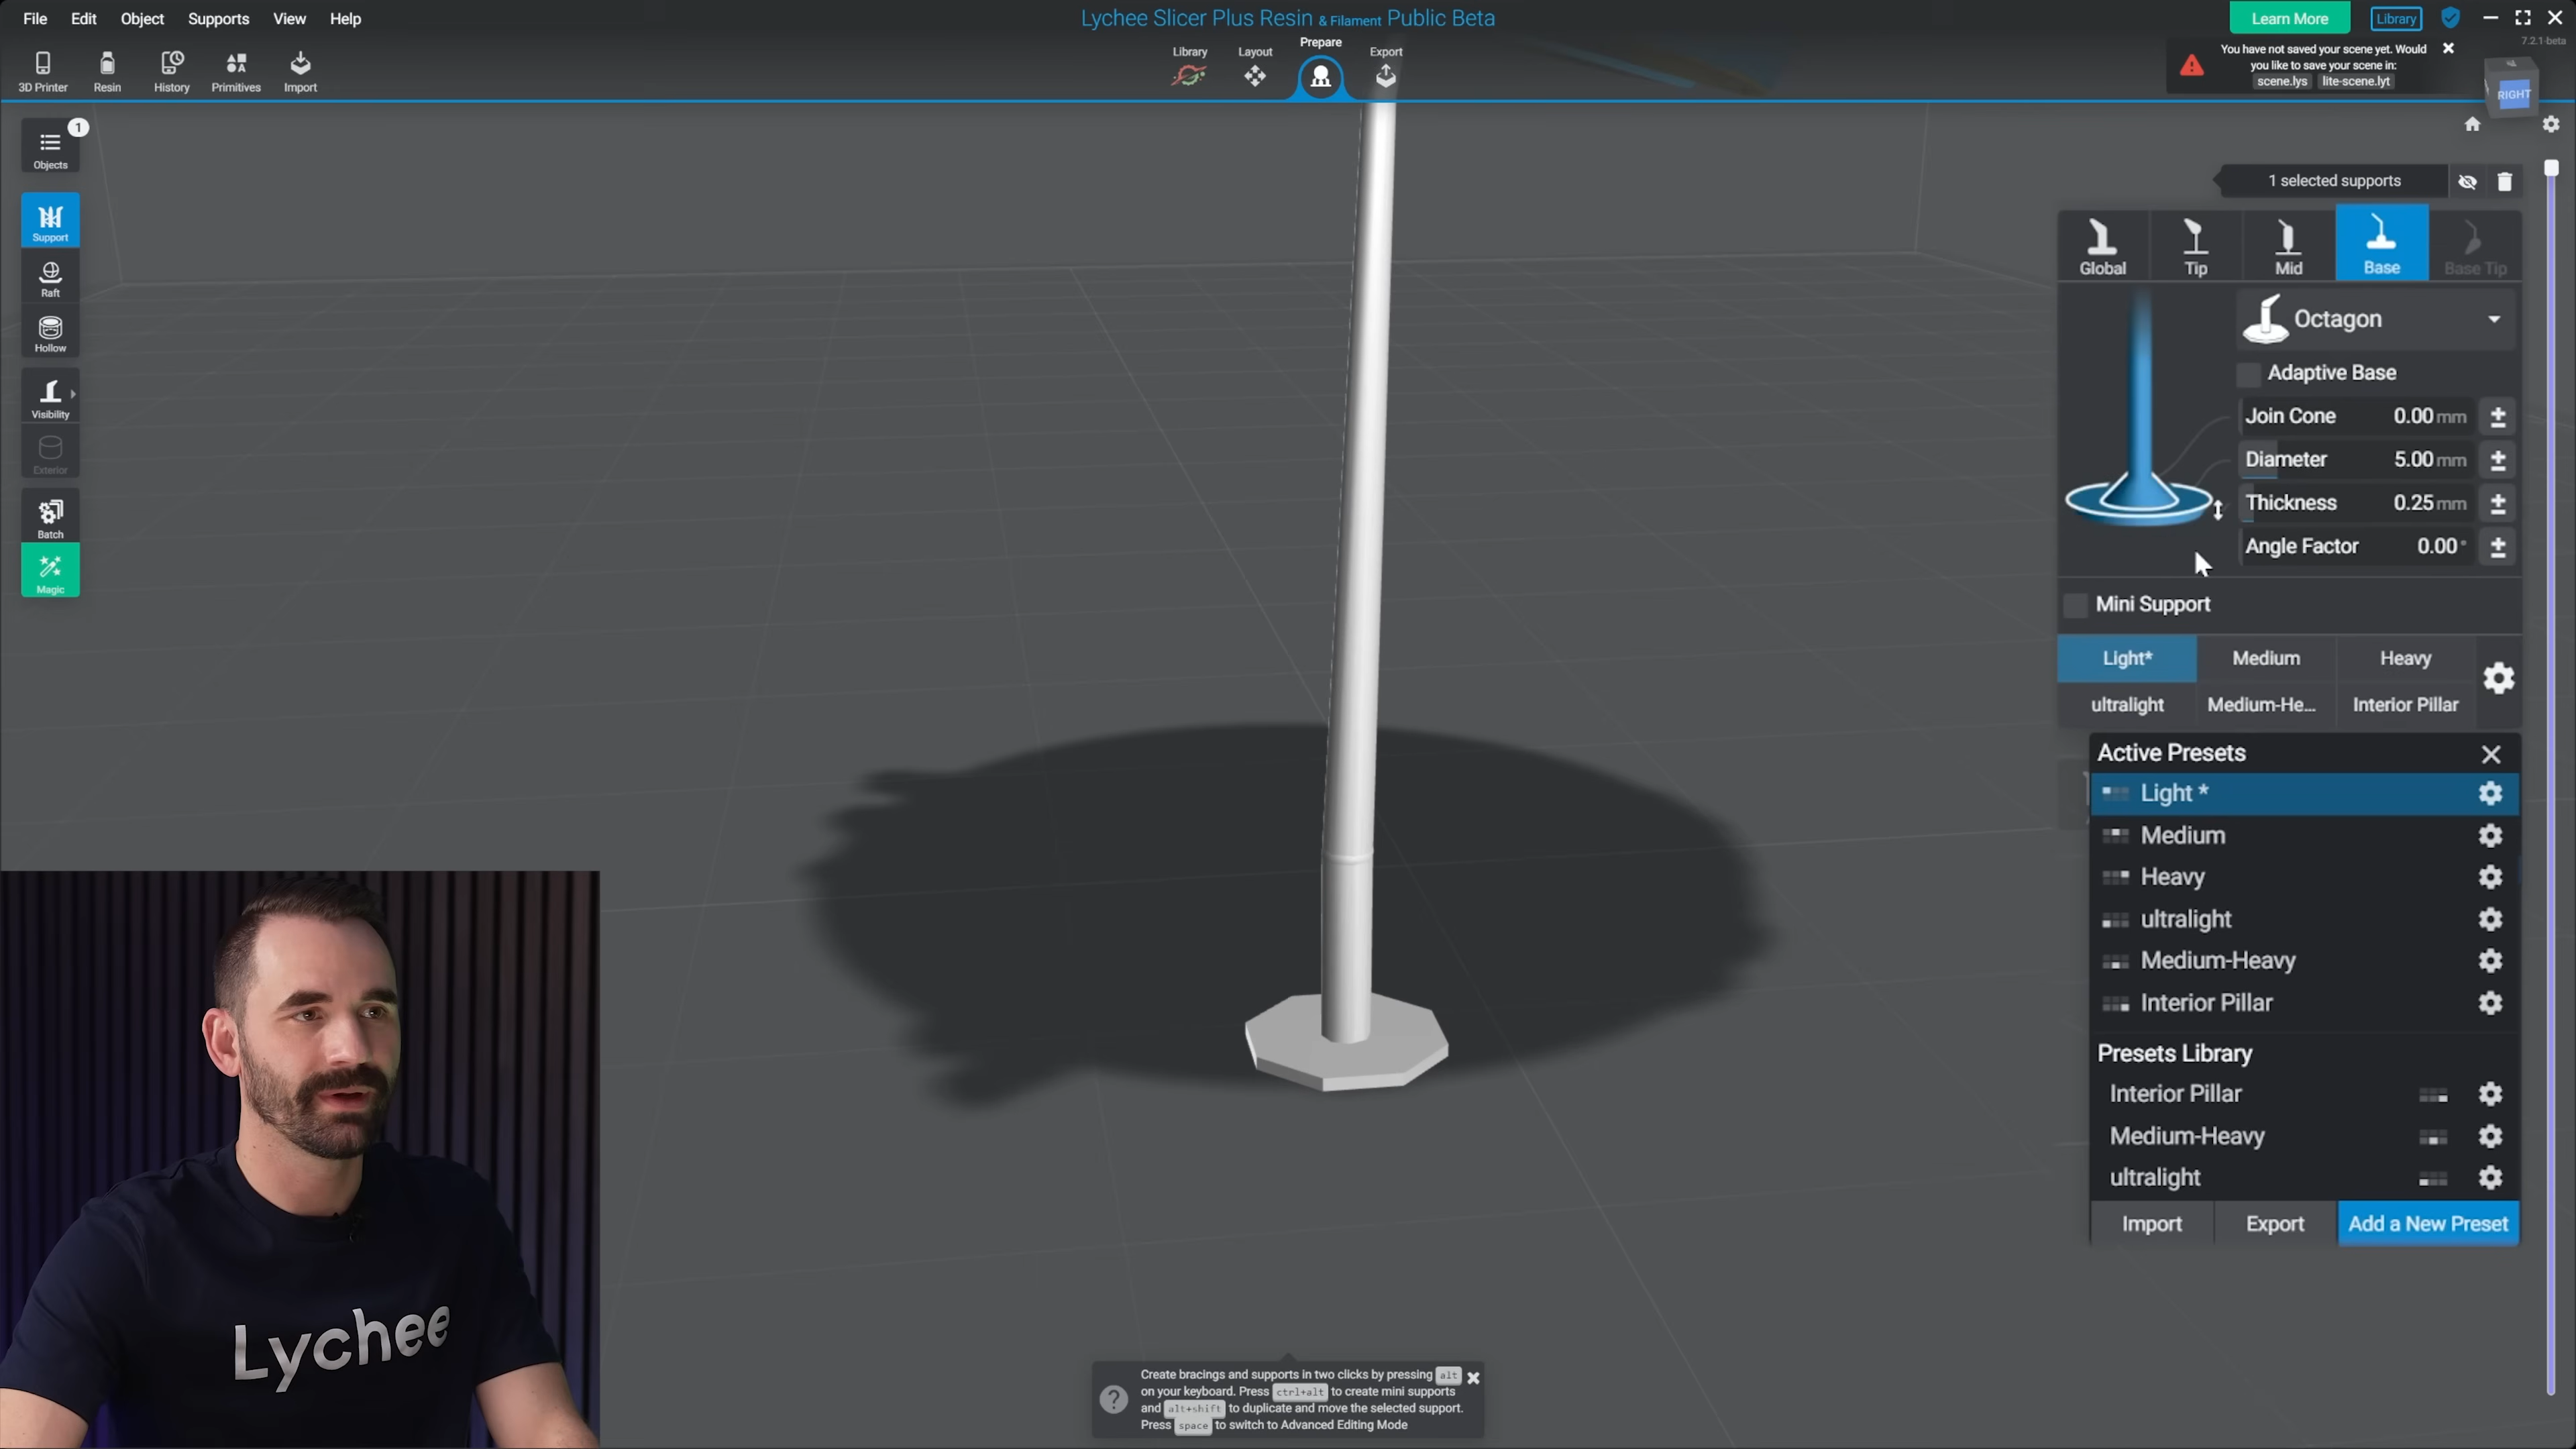 File Edit Object Supports View Help
Lychee Slicer Plus Resin & Filament Public Beta
Learn More
Library
7.2.1-beta
3D Printer
Resin
History
Primitives
Import
Library
Layout
Prepare
Export
You have not saved your scene yet. Would
you like to save your scene in:
scene.lys lite-scene.lyt
RIGHT
1
Objects
Support
Raft
Hollow
Visibility
Exterior
Batch
Magic
1 selected supports
Global
Tip
Mid
Base
Base Tip
Octagon
Adaptive Base
Join Cone 0.00 mm
Diameter 5.00 mm
Thickness 0.25 mm
Angle Factor 0.00 °
Mini Support
Light* Medium Heavy
ultralight Medium-He... Interior Pillar
Active Presets
Light *
Medium
Heavy
ultralight
Medium-Heavy
Interior Pillar
Presets Library
Interior Pillar
Medium-Heavy
ultralight
Import Export Add a New Preset
Lychee
Create bracings and supports in two clicks by pressing alt
on your keyboard. Press ctrl+alt to create mini supports
and alt+shift to duplicate and move the selected support.
Press space to switch to Advanced Editing Mode